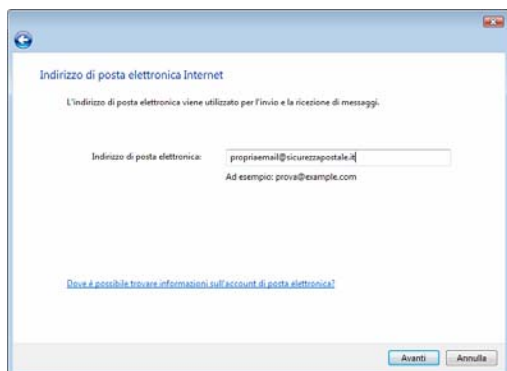 Indirizzo di posta elettronica Internet
L'indirizzo di posta elettronica viene utilizzato per l'invio e la ricezione di messaggi.
Indirizzo di posta elettronica:
propriaemail@sicurezzapostale.it
Ad esempio: prova@example.com
Dove è possibile trovare informazioni sull'account di posta elettronica?
Avanti
Annulla